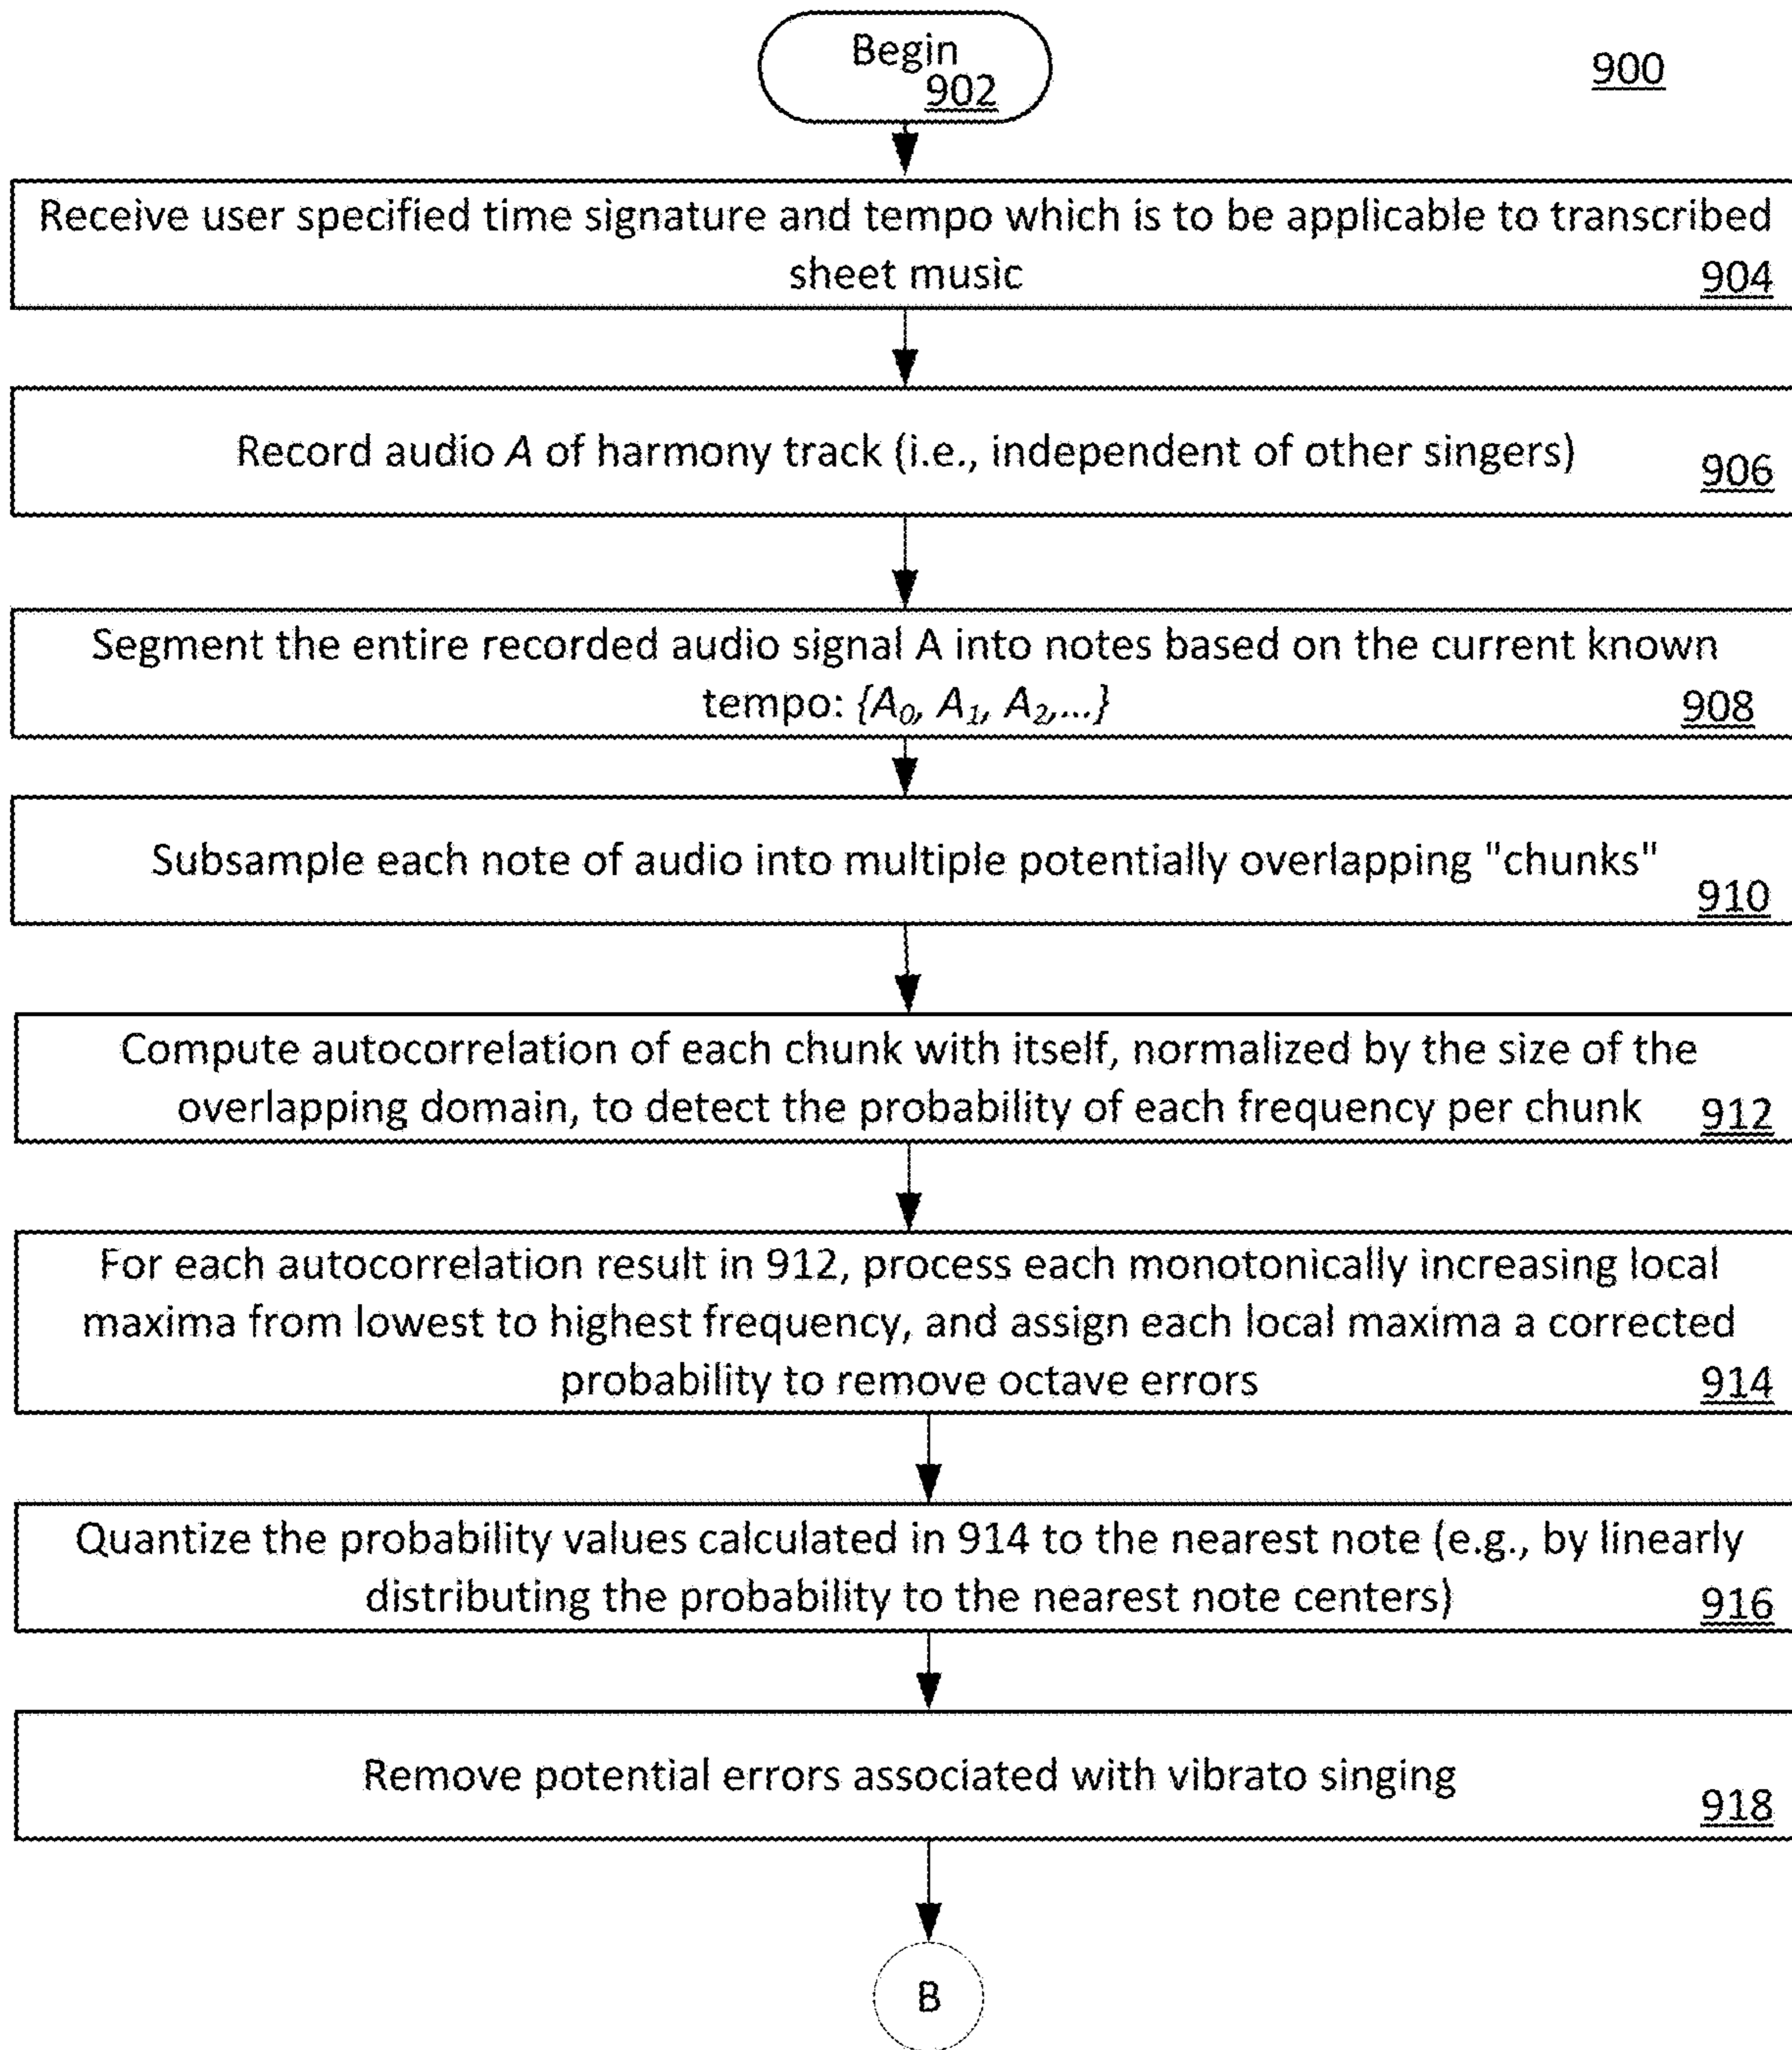 Begin
902
900
Receive user specified time signature and tempo which is to be applicable to transcribed
sheet music
904
Record audio A of harmony track (i.e., independent of other singers)
906
Segment the entire recorded audio signal A into notes based on the current known
tempo: {A₀, A₁, A₂,...}
908
Subsample each note of audio into multiple potentially overlapping "chunks"
910
Compute autocorrelation of each chunk with itself, normalized by the size of the
overlapping domain, to detect the probability of each frequency per chunk
912
For each autocorrelation result in 912, process each monotonically increasing local
maxima from lowest to highest frequency, and assign each local maxima a corrected
probability to remove octave errors
914
Quantize the probability values calculated in 914 to the nearest note (e.g., by linearly
distributing the probability to the nearest note centers)
916
Remove potential errors associated with vibrato singing
918
B